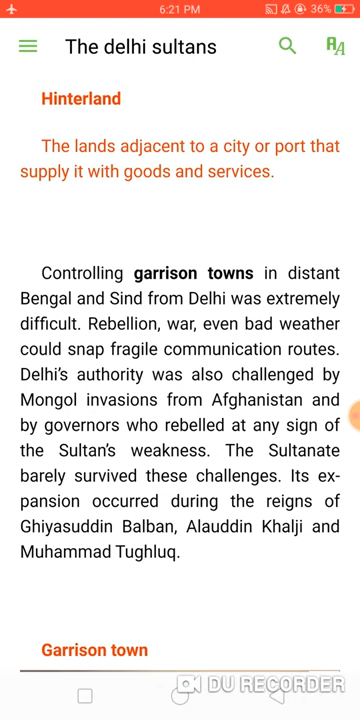 6:21 PM
36%
The delhi sultans
AA
Hinterland
The lands adjacent to a city or port that
supply it with goods and services.
Controlling garrison towns in distant
Bengal and Sind from Delhi was extremely
difficult. Rebellion, war, even bad weather
could snap fragile communication routes.
Delhi's authority was also challenged by
Mongol invasions from Afghanistan and
by governors who rebelled at any sign of
the Sultan's weakness. The Sultanate
barely survived these challenges. Its ex-
pansion occurred during the reigns of
Ghiyasuddin Balban, Alauddin Khalji and
Muhammad Tughluq.
Garrison town
DU RECORDER